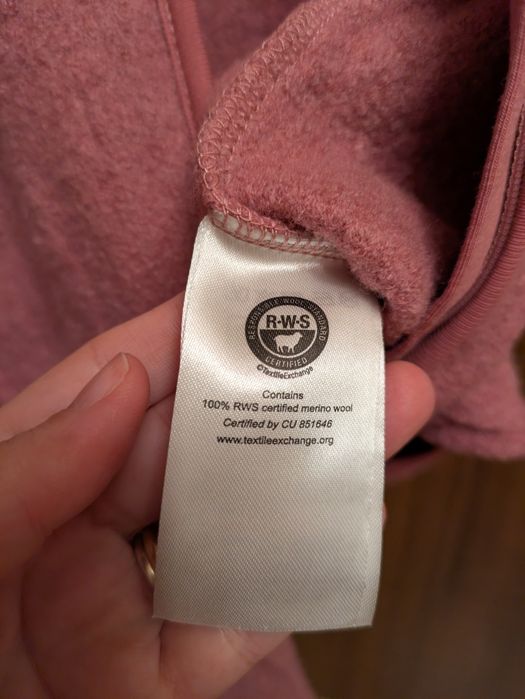 RESPONSIBLE WOOL STANDARD
R·W·S
CERTIFIED
©TextileExchange
Contains
100% RWS certified merino wool
Certified by CU 851646
www.textileexchange.org